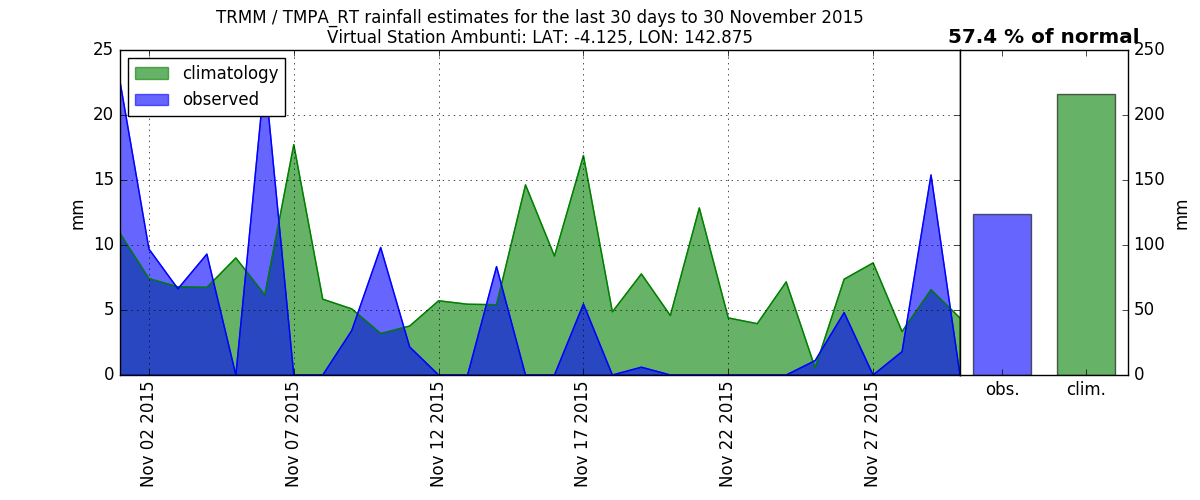 TRMM / TMPA_RT rainfall estimates for the last 30 days to 30 November 2015
Virtual Station Ambunti: LAT: -4.125, LON: 142.875
57.4 % of normal
25
20
15
10
5
0
mm
climatology
observed
250
200
150
100
50
0
mm
Nov 02 2015
Nov 07 2015
Nov 12 2015
Nov 17 2015
Nov 22 2015
Nov 27 2015
obs.
clim.